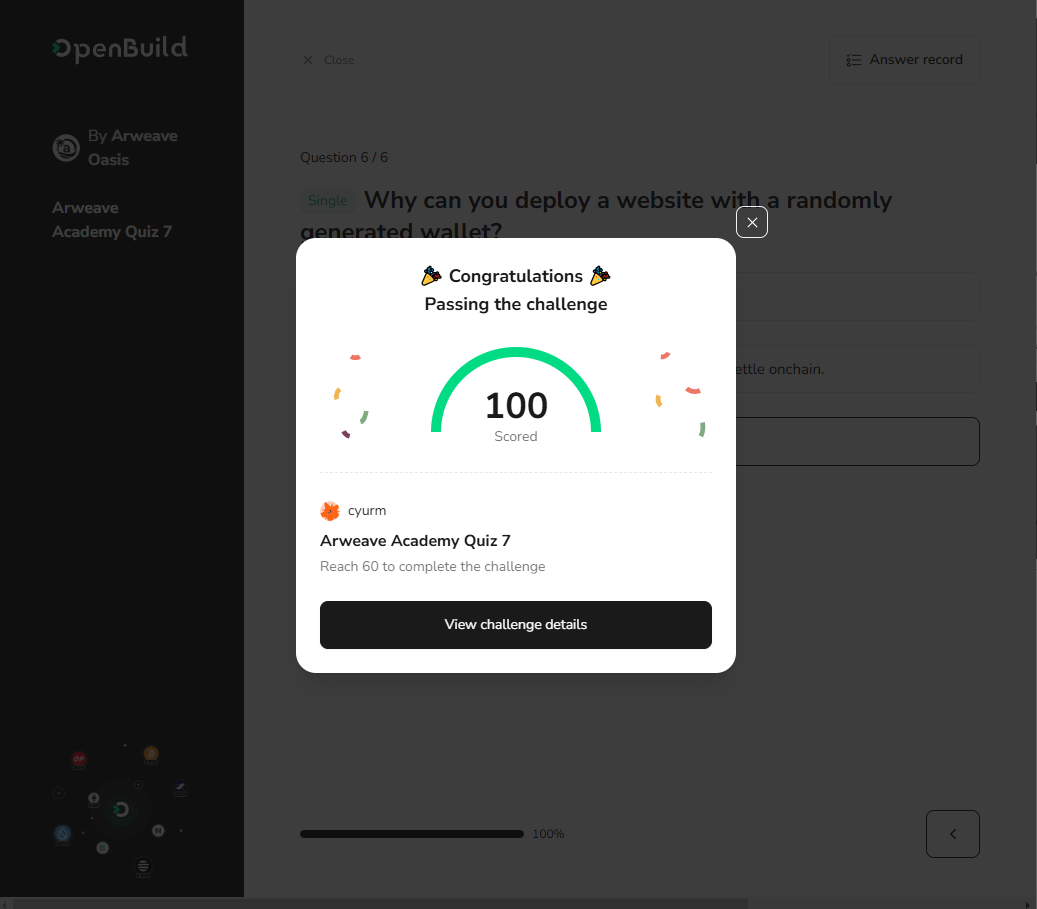 OpenBuild
Close
Answer record
By Arweave
Oasis
Arweave
Academy Quiz 7
Question 6 / 6
Single Why can you deploy a website with a randomly
generated wallet?
ettle onchain.
Congratulations
Passing the challenge
100
Scored
cyurm
Arweave Academy Quiz 7
Reach 60 to complete the challenge
View challenge details
OP
100%